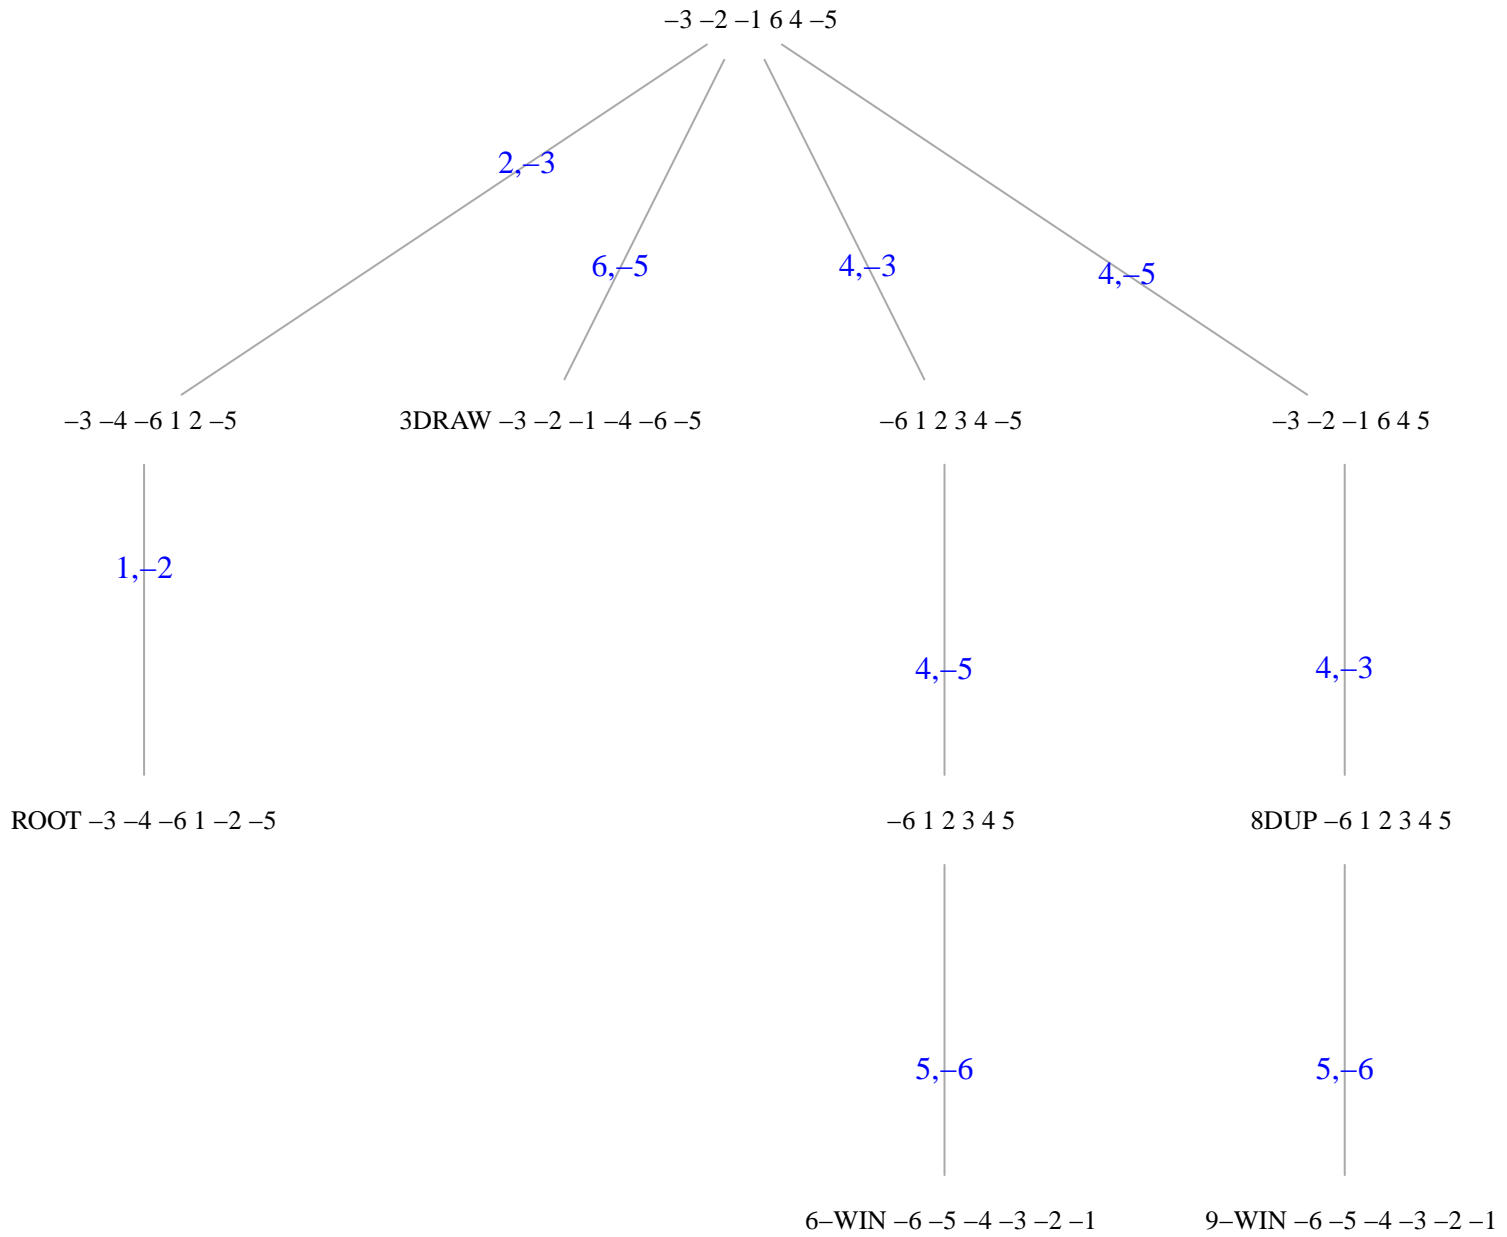 −3 −2 −1 6 4 −5
2,−3
6,−5
4,−3
4,−5
−3 −4 −6 1 2 −5
3DRAW −3 −2 −1 −4 −6 −5
−6 1 2 3 4 −5
−3 −2 −1 6 4 5
1,−2
4,−5
4,−3
ROOT −3 −4 −6 1 −2 −5
−6 1 2 3 4 5
8DUP −6 1 2 3 4 5
5,−6
5,−6
6−WIN −6 −5 −4 −3 −2 −1
9−WIN −6 −5 −4 −3 −2 −1